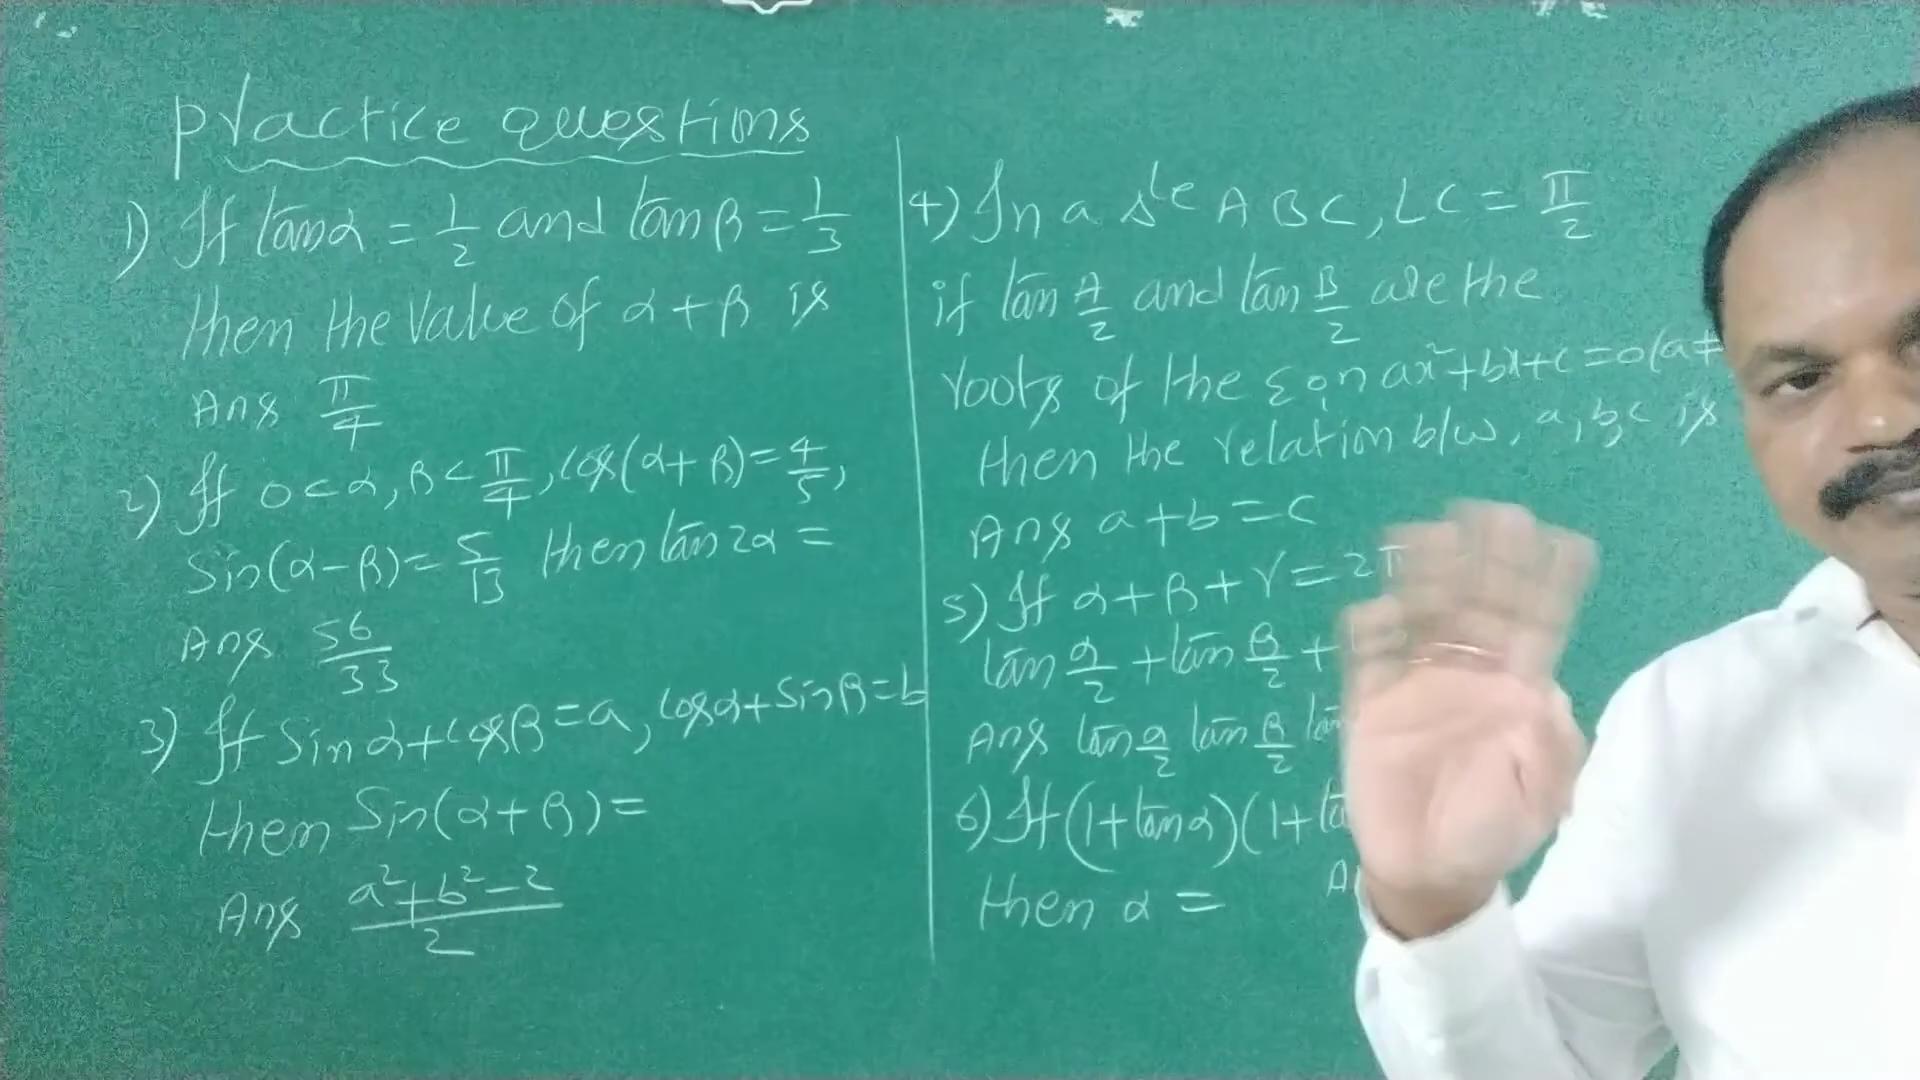 practice questions
1) If tanα = 1/2 and tanβ = 1/3
then the value of α + β is
Ans π/4
2) If 0 < α, β < π/4, cos(α + β) = 4/5,
sin(α - β) = 5/13 then tan2α =
Ans 56/33
3) If sinα + cosβ = a, cosα + sinβ = b
then sin(α + β) =
Ans a² + b² - 2/2
4) In a Δle ABC, ∟C = π/2
if tan A/2 and tan B/2 are the
roots of the Eqn ax² + bx + c = 0 (a ≠
then the relation b/w, a, b, c is
Ans a + b = c
5) If α + β + γ = 2π
tan α/2 + tan β/2 +
Ans tan α/2 tan β/2
6) If (1 + tanα)(1 +
then α =